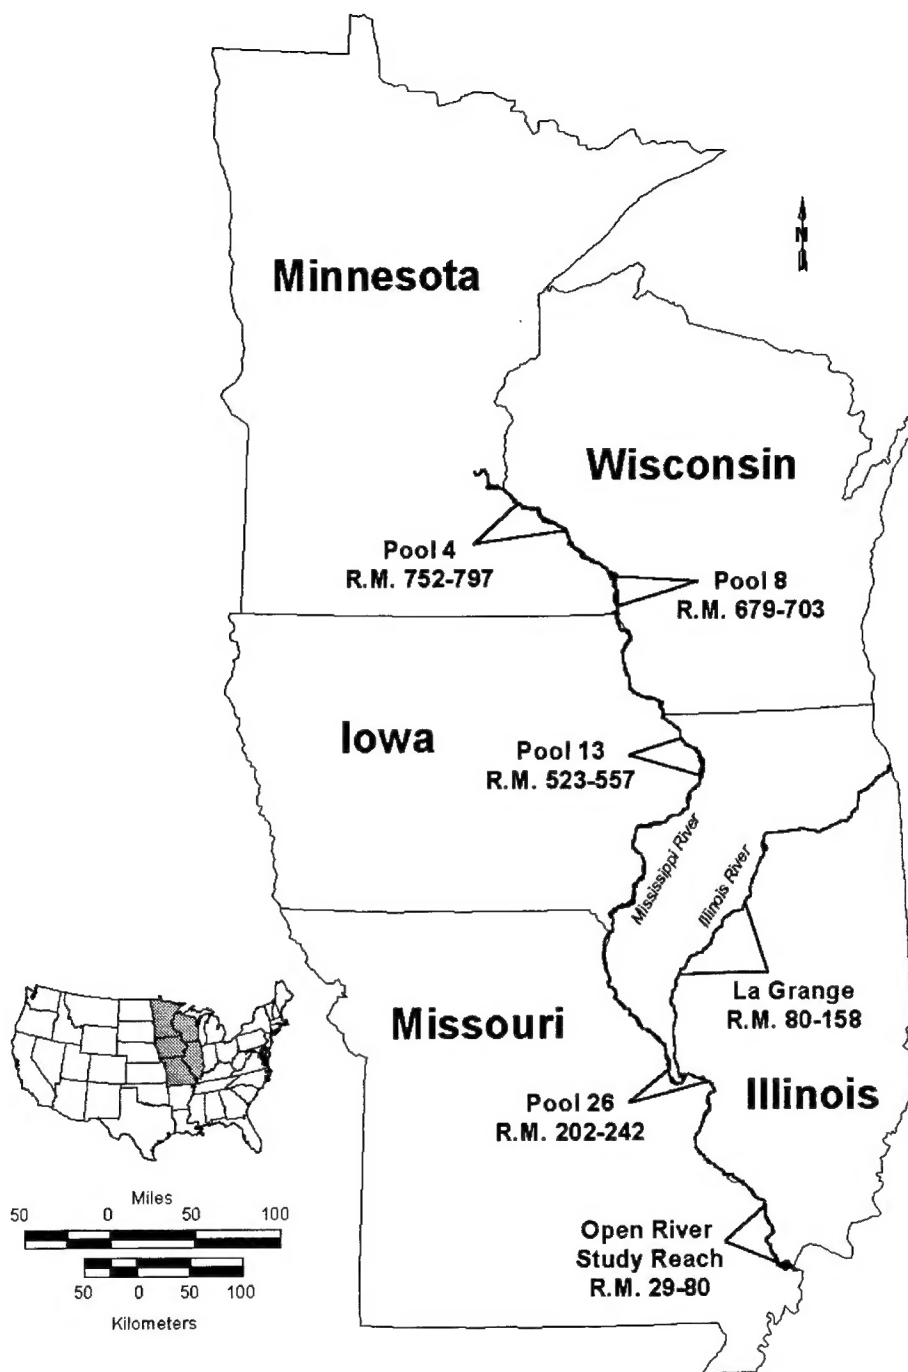 N
Minnesota
Wisconsin
Pool 4
R.M. 752-797
Pool 8
R.M. 679-703
Iowa
Pool 13
R.M. 523-557
Mississippi River
Illinois River
La Grange
R.M. 80-158
Missouri
Pool 26
R.M. 202-242
Illinois
Miles
50 0 50 100
50 0 50 100
Kilometers
Open River
Study Reach
R.M. 29-80